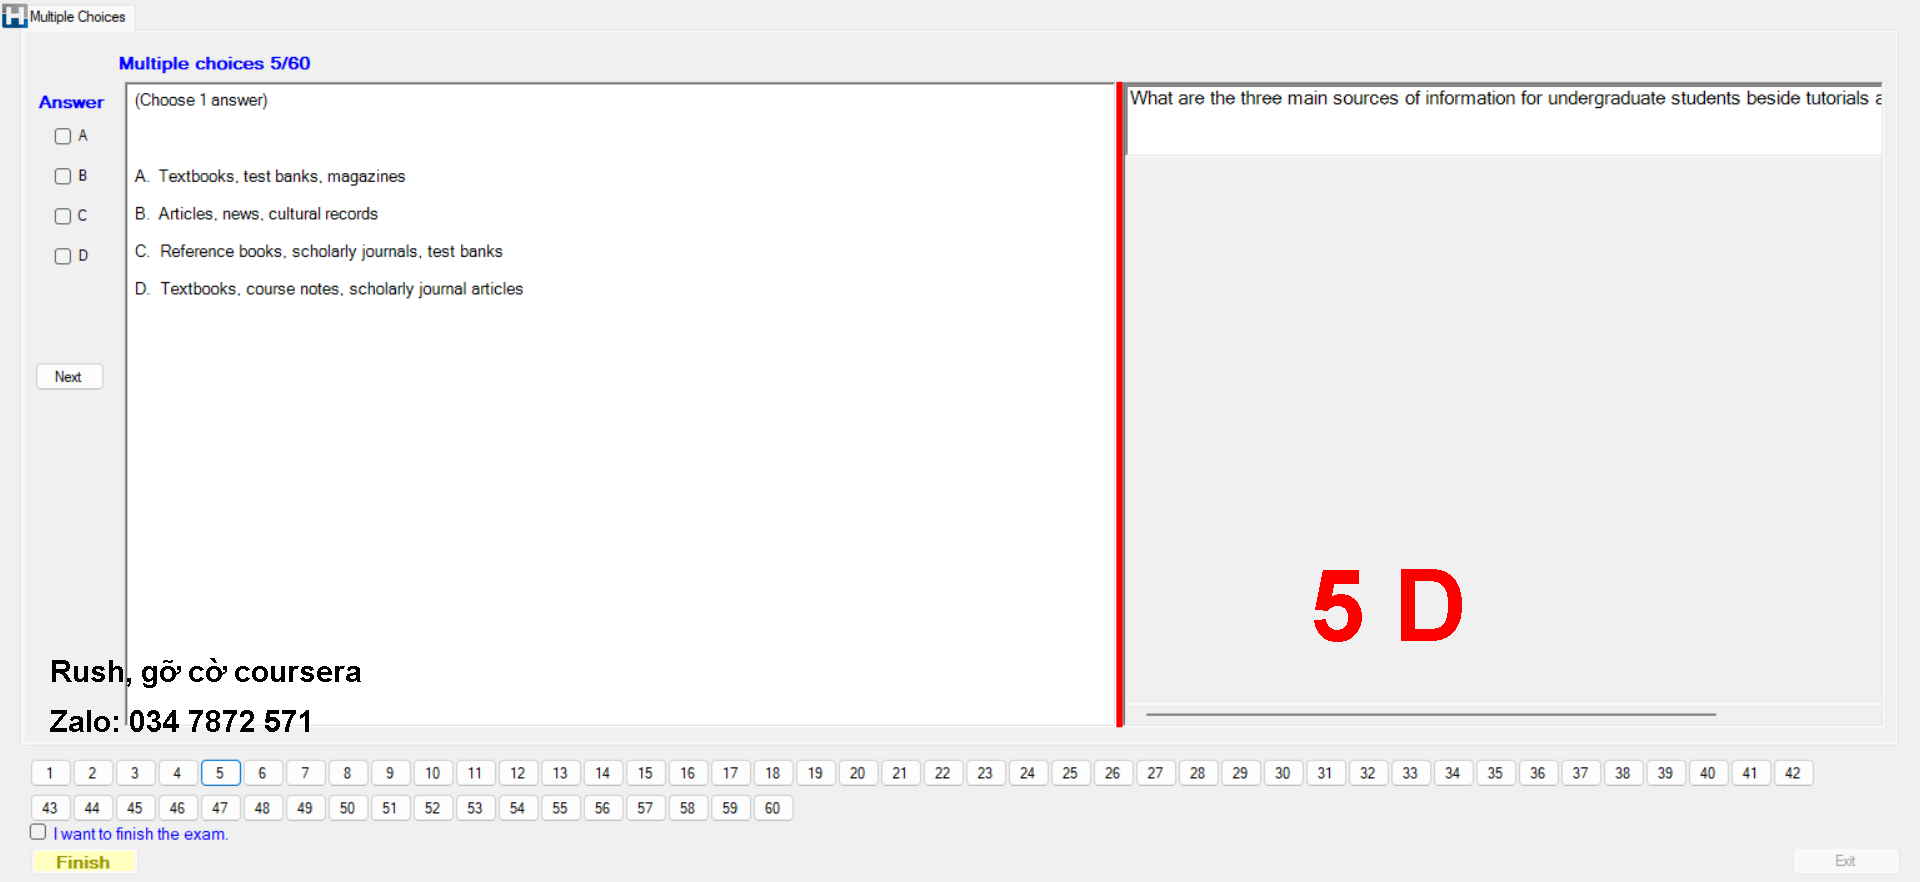 Multiple Choices
Multiple choices 5/60
Answer
A
B
C
D
Next
(Choose 1 answer)
A. Textbooks, test banks, magazines
B. Articles, news, cultural records
C. Reference books, scholarly journals, test banks
D. Textbooks, course notes, scholarly journal articles
What are the three main sources of information for undergraduate students beside tutorials a
5 D
Rush, gỡ cờ coursera
Zalo: 034 7872 571
1 2 3 4 5 6 7 8 9 10 11 12 13 14 15 16 17 18 19 20 21 22 23 24 25 26 27 28 29 30 31 32 33 34 35 36 37 38 39 40 41 42
43 44 45 46 47 48 49 50 51 52 53 54 55 56 57 58 59 60
I want to finish the exam.
Finish
Exit